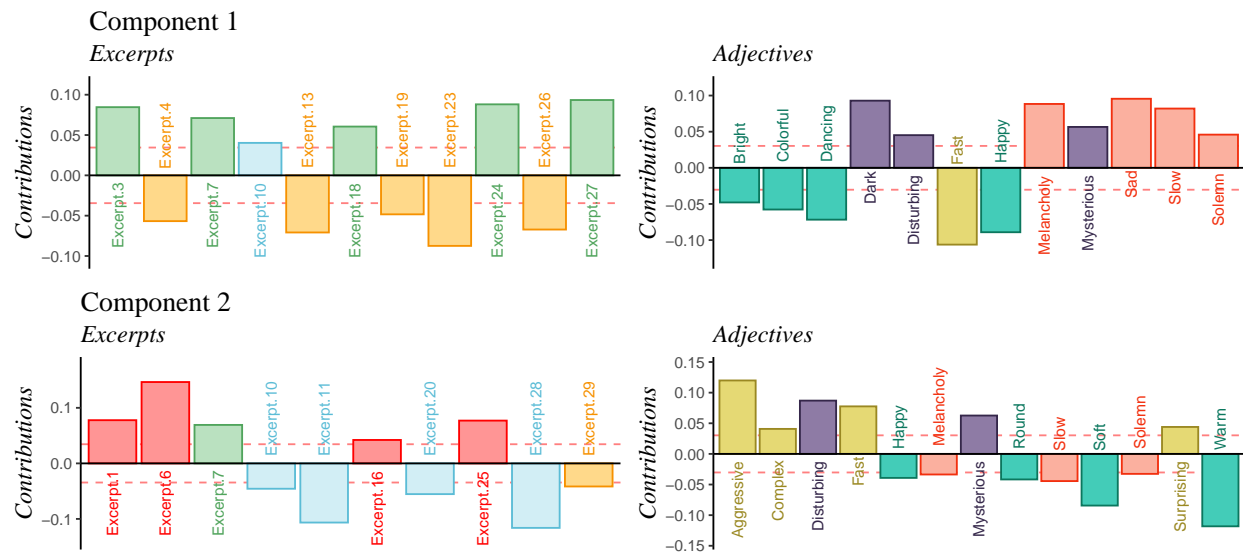 Component 1
Excerpts
Contributions
0.10
0.05
0.00
−0.05
−0.10
Excerpt.3
Excerpt.4
Excerpt.7
Excerpt.10
Excerpt.13
Excerpt.18
Excerpt.19
Excerpt.23
Excerpt.24
Excerpt.26
Excerpt.27
Adjectives
Contributions
0.10
0.05
0.00
−0.05
−0.10
Bright
Colorful
Dancing
Dark
Disturbing
Fast
Happy
Melancholy
Mysterious
Sad
Slow
Solemn
Component 2
Excerpts
Contributions
0.1
0.0
−0.1
Excerpt.1
Excerpt.6
Excerpt.7
Excerpt.10
Excerpt.11
Excerpt.16
Excerpt.20
Excerpt.25
Excerpt.28
Excerpt.29
Adjectives
Contributions
0.15
0.10
0.05
0.00
−0.05
−0.10
−0.15
Aggressive
Complex
Disturbing
Fast
Happy
Melancholy
Mysterious
Round
Slow
Soft
Solemn
Surprising
Warm